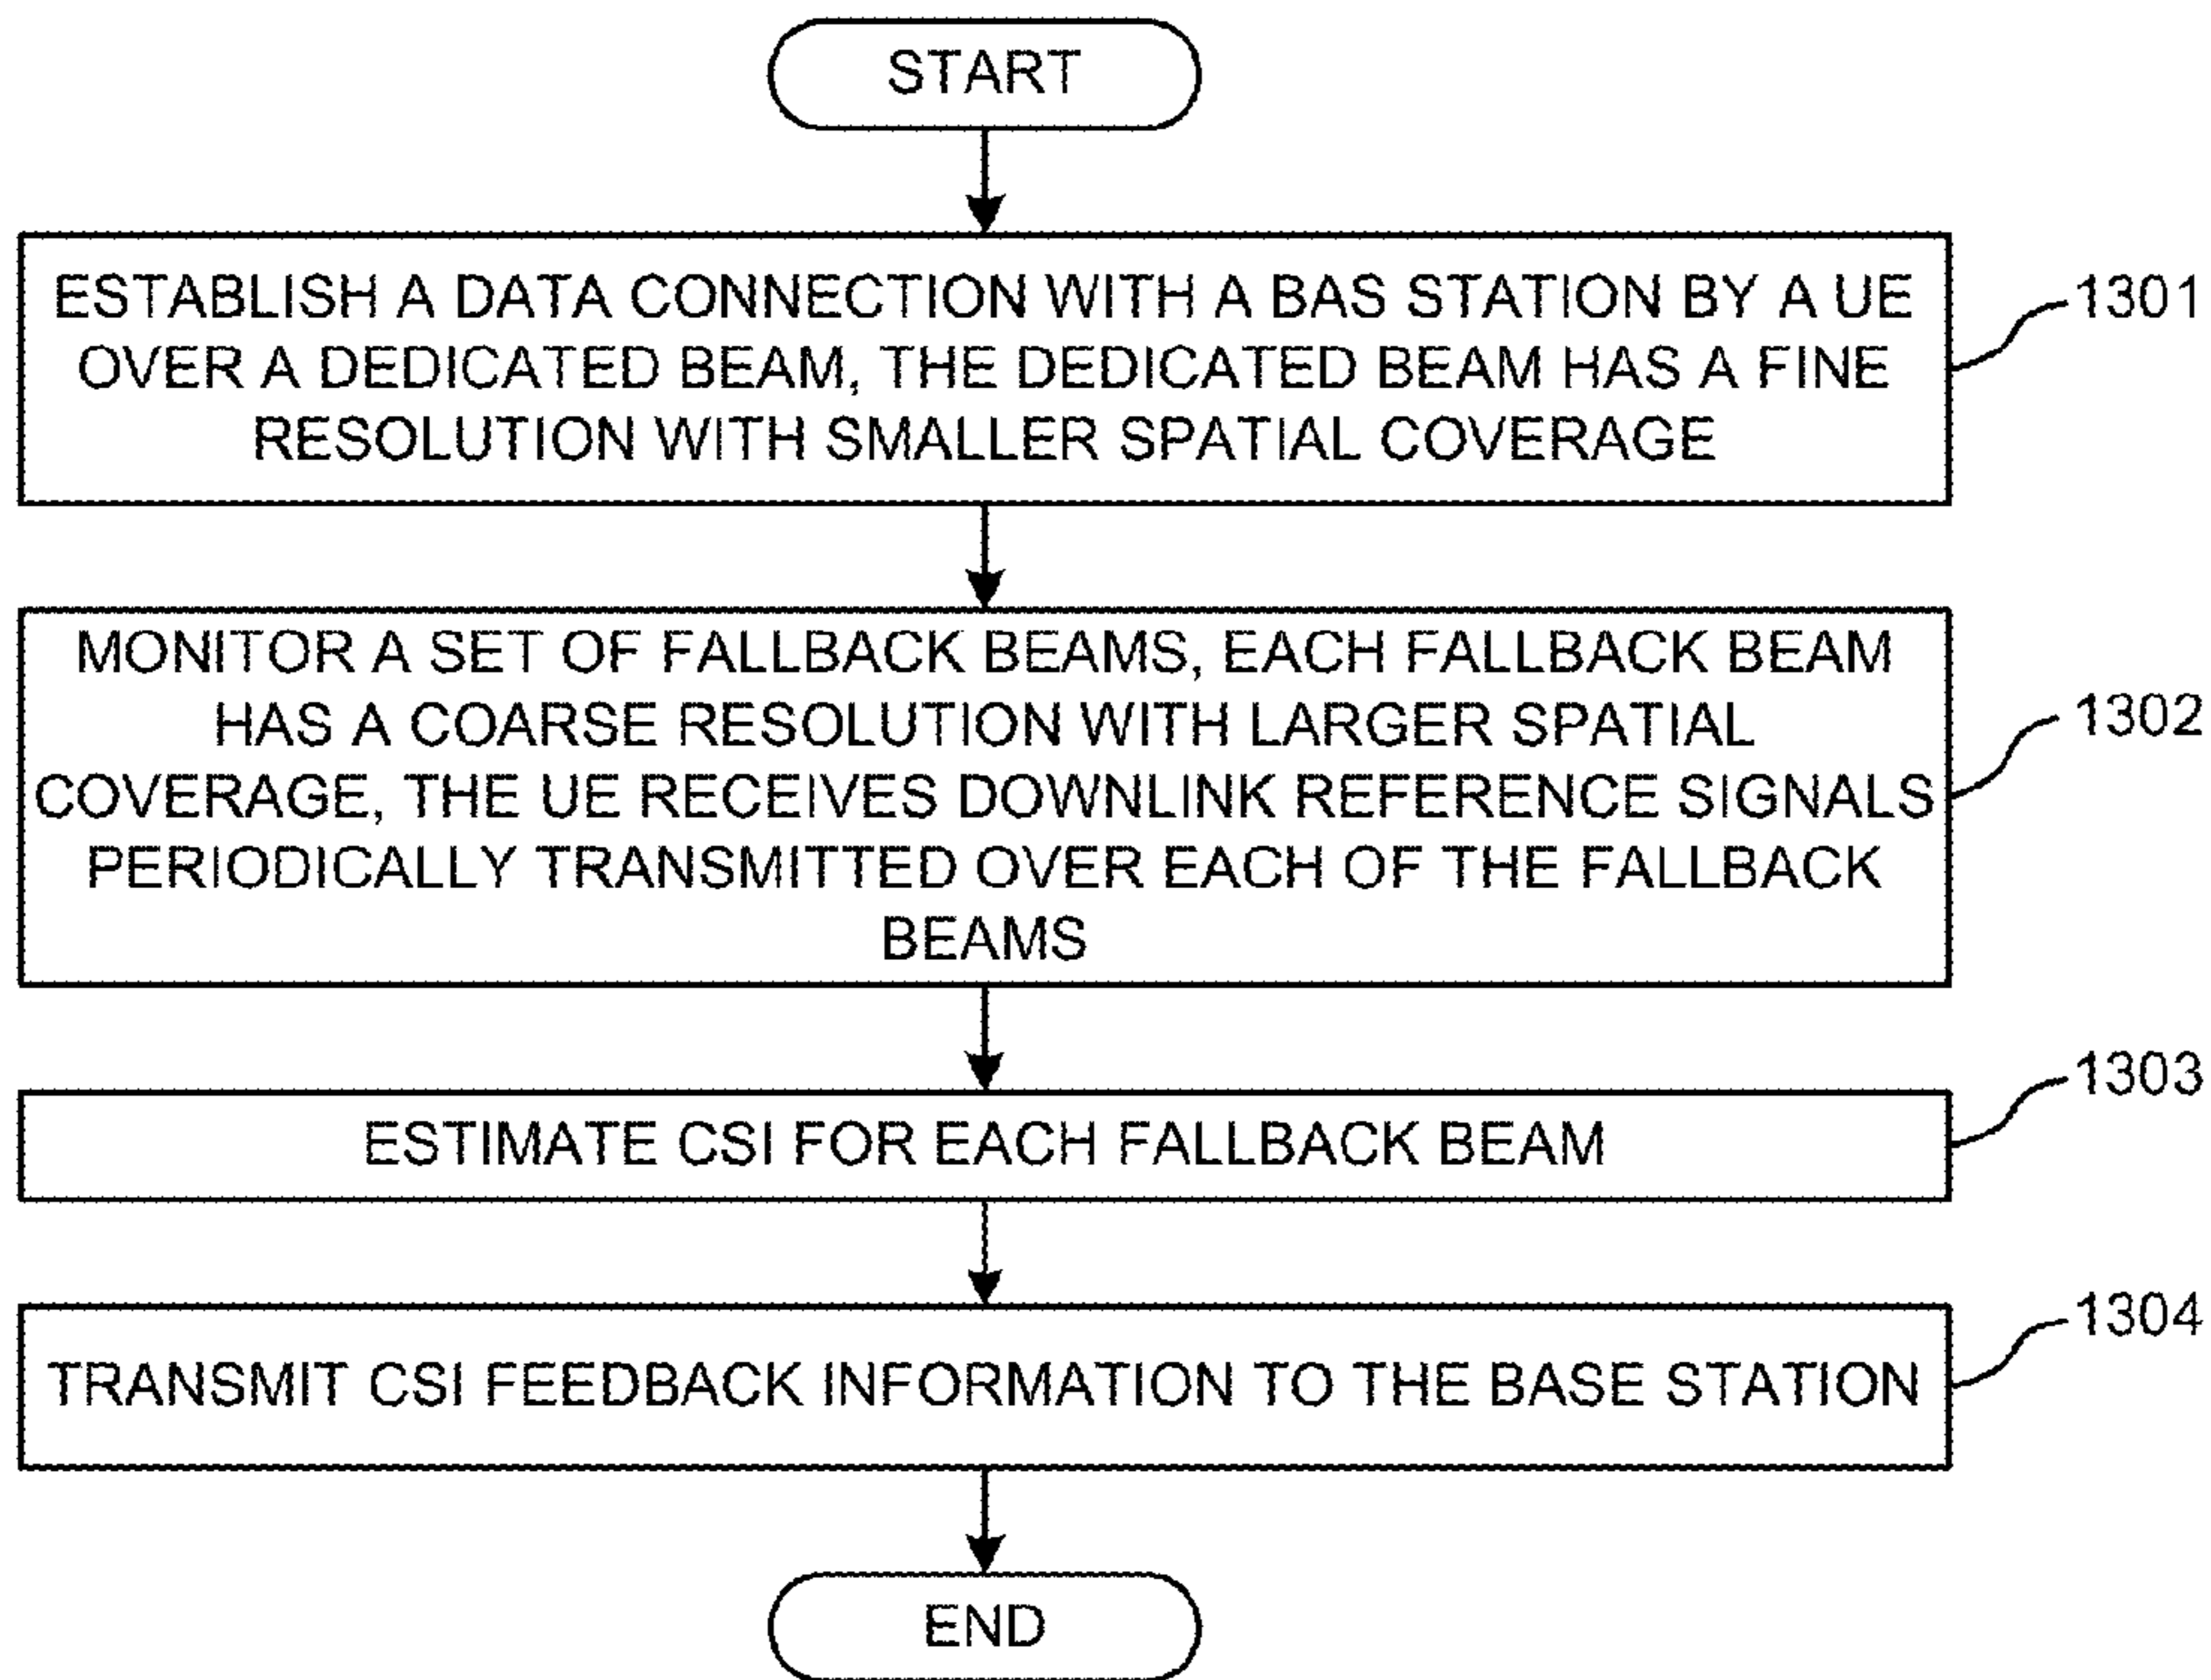 START
ESTABLISH A DATA CONNECTION WITH A BAS STATION BY A UE
OVER A DEDICATED BEAM, THE DEDICATED BEAM HAS A FINE
RESOLUTION WITH SMALLER SPATIAL COVERAGE
1301
MONITOR A SET OF FALLBACK BEAMS, EACH FALLBACK BEAM
HAS A COARSE RESOLUTION WITH LARGER SPATIAL
COVERAGE, THE UE RECEIVES DOWNLINK REFERENCE SIGNALS
PERIODICALLY TRANSMITTED OVER EACH OF THE FALLBACK
BEAMS
1302
ESTIMATE CSI FOR EACH FALLBACK BEAM
1303
TRANSMIT CSI FEEDBACK INFORMATION TO THE BASE STATION
1304
END